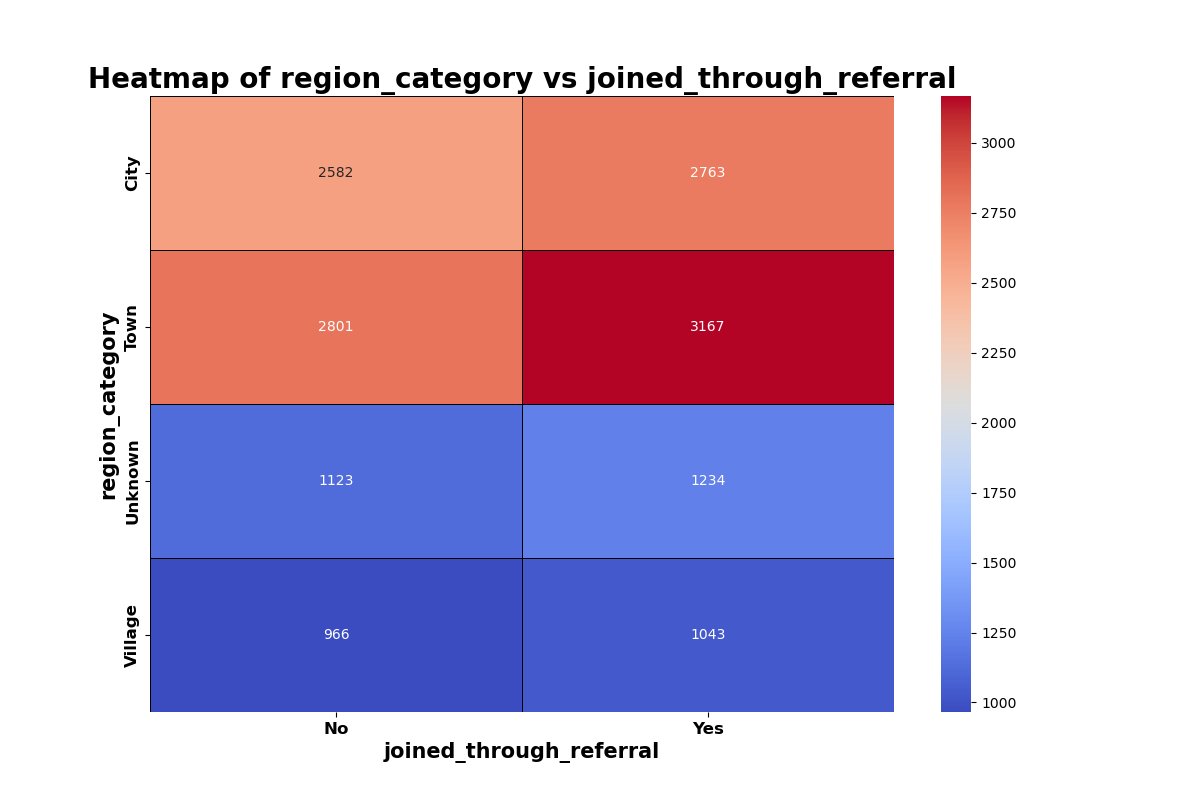 Heatmap of region_category vs joined_through_referral
region_category
City
2582
2763
Town
2801
3167
Unknown
1123
1234
Village
966
1043
No
Yes
joined_through_referral
3000
2750
2500
2250
2000
1750
1500
1250
1000